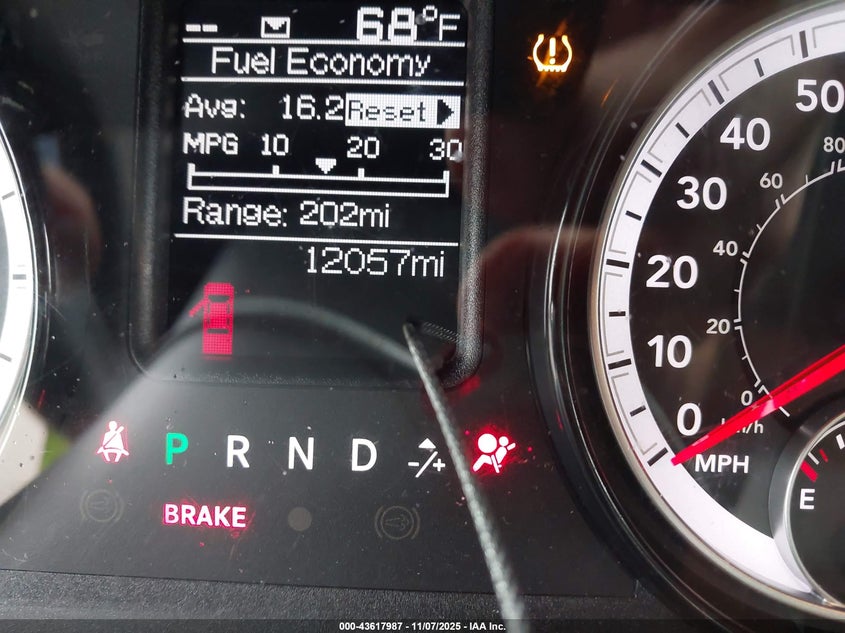 -- 68°F
Fuel Economy
Avg: 16.2 Reset
MPG 10 20 30
Range: 202mi
12057mi
P R N D -/+
BRAKE
50
40
30
20
10
0
MPH
80
60
40
20
0
km/h
E
000-43617987 - 11/07/2025 - IAA Inc.